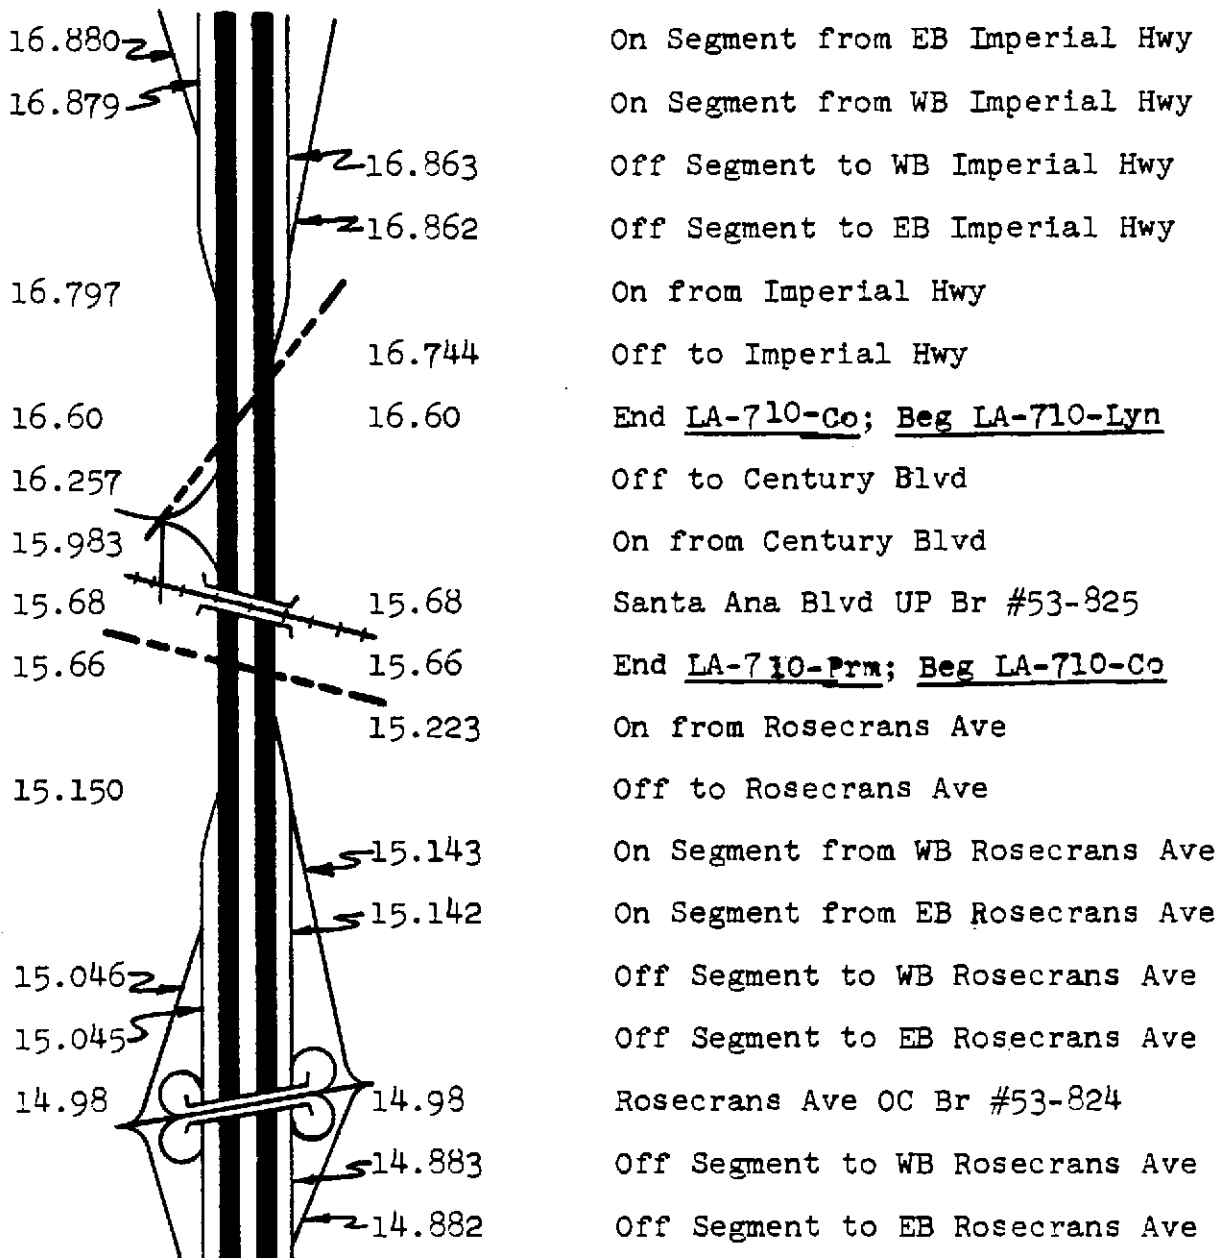 16.880 On Segment from EB Imperial Hwy
16.879 On Segment from WB Imperial Hwy
16.863 Off Segment to WB Imperial Hwy
16.862 Off Segment to EB Imperial Hwy
16.797 On from Imperial Hwy
16.744 Off to Imperial Hwy
16.60 16.60 End LA-710-Co; Beg LA-710-Lyn
16.257 Off to Century Blvd
15.983 On from Century Blvd
15.68 15.68 Santa Ana Blvd UP Br #53-825
15.66 15.66 End LA-710-Prm; Beg LA-710-Co
15.223 On from Rosecrans Ave
15.150 Off to Rosecrans Ave
15.143 On Segment from WB Rosecrans Ave
15.142 On Segment from EB Rosecrans Ave
15.046 Off Segment to WB Rosecrans Ave
15.045 Off Segment to EB Rosecrans Ave
14.98 14.98 Rosecrans Ave OC Br #53-824
14.883 Off Segment to WB Rosecrans Ave
14.882 Off Segment to EB Rosecrans Ave